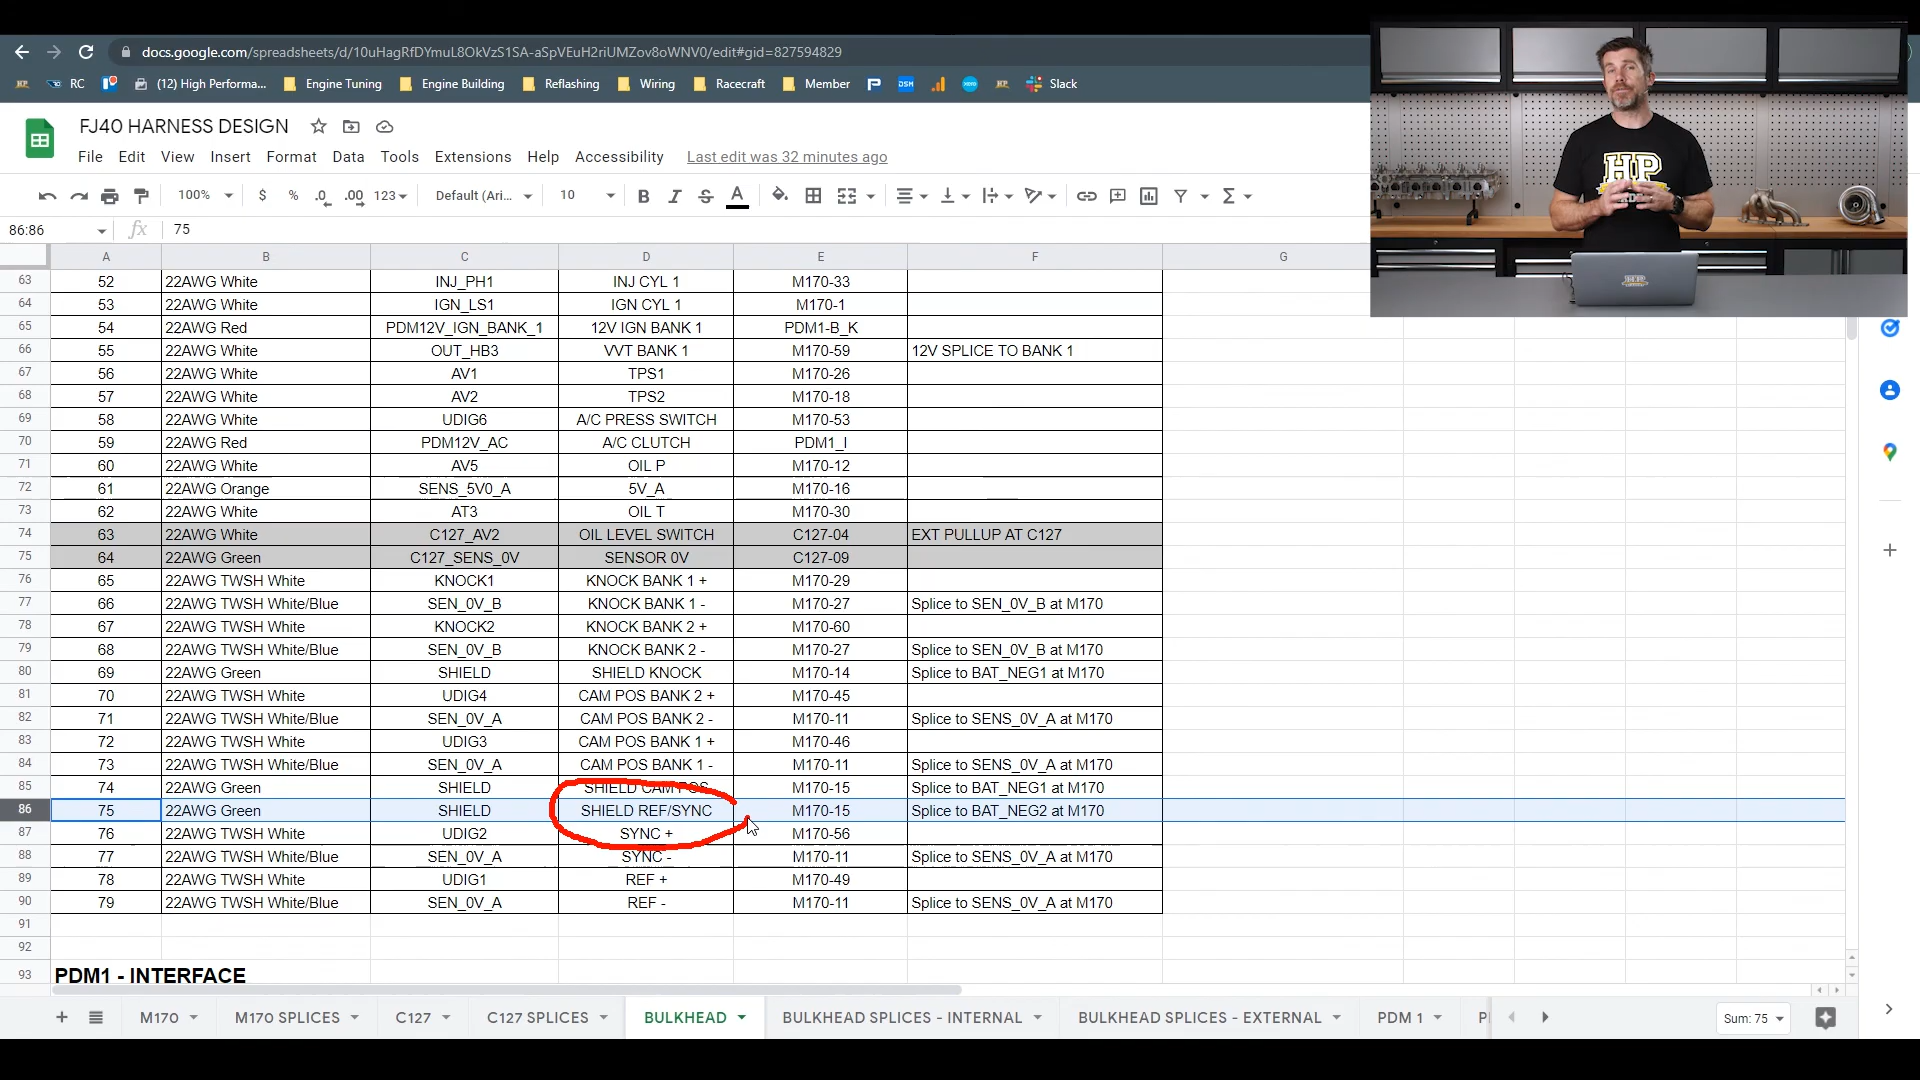 docs.google.com/spreadsheets/d/10uHagRfDYmuL8OkVzS1SA-aSpVEuH2riUMZov8oWNV0/edit#gid=827594829
RC (12) High Performa... Engine Tuning Engine Building Reflashing Wiring Racecraft Member DSH Slack
FJ40 HARNESS DESIGN
File Edit View Insert Format Data Tools Extensions Help Accessibility Last edit was 32 minutes ago
100% $ % .0 .00 123 Default (Ari... 10 B I S A
86:86 fx 75
A B C D E F G
63 52 22AWG White INJ_PH1 INJ CYL 1 M170-33
64 53 22AWG White IGN_LS1 IGN CYL 1 M170-1
65 54 22AWG Red PDM12V_IGN_BANK_1 12V IGN BANK 1 PDM1-B_K
66 55 22AWG White OUT_HB3 VVT BANK 1 M170-59 12V SPLICE TO BANK 1
67 56 22AWG White AV1 TPS1 M170-26
68 57 22AWG White AV2 TPS2 M170-18
69 58 22AWG White UDIG6 A/C PRESS SWITCH M170-53
70 59 22AWG Red PDM12V_AC A/C CLUTCH PDM1_I
71 60 22AWG White AV5 OIL P M170-12
72 61 22AWG Orange SENS_5V0_A 5V_A M170-16
73 62 22AWG White AT3 OIL T M170-30
74 63 22AWG White C127_AV2 OIL LEVEL SWITCH C127-04 EXT PULLUP AT C127
75 64 22AWG Green C127_SENS_0V SENSOR 0V C127-09
76 65 22AWG TWSH White KNOCK1 KNOCK BANK 1 + M170-29
77 66 22AWG TWSH White/Blue SEN_0V_B KNOCK BANK 1 - M170-27 Splice to SEN_0V_B at M170
78 67 22AWG TWSH White KNOCK2 KNOCK BANK 2 + M170-60
79 68 22AWG TWSH White/Blue SEN_0V_B KNOCK BANK 2 - M170-27 Splice to SEN_0V_B at M170
80 69 22AWG Green SHIELD SHIELD KNOCK M170-14 Splice to BAT_NEG1 at M170
81 70 22AWG TWSH White UDIG4 CAM POS BANK 2 + M170-45
82 71 22AWG TWSH White/Blue SEN_0V_A CAM POS BANK 2 - M170-11 Splice to SENS_0V_A at M170
83 72 22AWG TWSH White UDIG3 CAM POS BANK 1 + M170-46
84 73 22AWG TWSH White/Blue SEN_0V_A CAM POS BANK 1 - M170-11 Splice to SENS_0V_A at M170
85 74 22AWG Green SHIELD SHIELD CAM POS M170-15 Splice to BAT_NEG1 at M170
86 75 22AWG Green SHIELD SHIELD REF/SYNC M170-15 Splice to BAT_NEG2 at M170
87 76 22AWG TWSH White UDIG2 SYNC + M170-56
88 77 22AWG TWSH White/Blue SEN_0V_A SYNC - M170-11 Splice to SENS_0V_A at M170
89 78 22AWG TWSH White UDIG1 REF + M170-49
90 79 22AWG TWSH White/Blue SEN_0V_A REF - M170-11 Splice to SENS_0V_A at M170
91
92
93 PDM1 - INTERFACE
M170 M170 SPLICES C127 C127 SPLICES BULKHEAD BULKHEAD SPLICES - INTERNAL BULKHEAD SPLICES - EXTERNAL PDM 1 Sum: 75
HP
HP